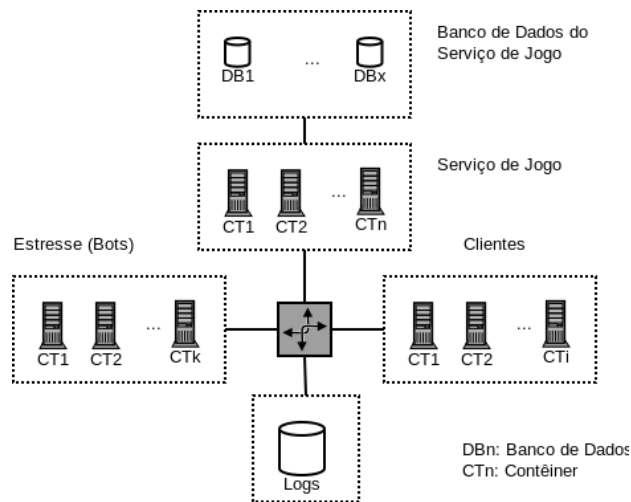 Banco de Dados do
Serviço de Jogo
DB1 ... DBx
Serviço de Jogo
CT1 CT2 ... CTn
Estresse (Bots)
Clientes
CT1 CT2 ... CTk
CT1 CT2 ... CTi
Logs
DBn: Banco de Dados
CTn: Contêiner